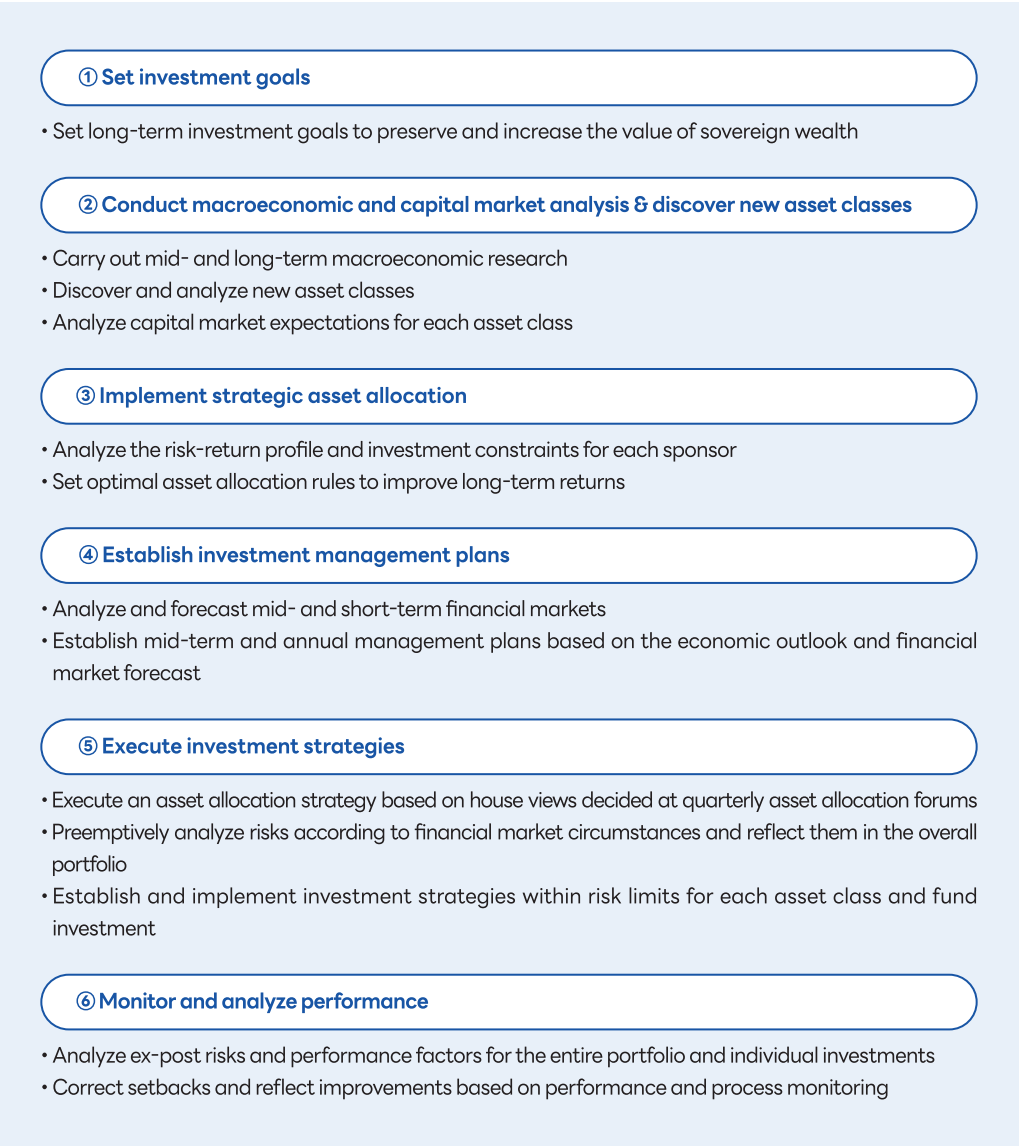 ① Set investment goals
• Set long-term investment goals to preserve and increase the value of sovereign wealth
② Conduct macroeconomic and capital market analysis & discover new asset classes
• Carry out mid- and long-term macroeconomic research
• Discover and analyze new asset classes
• Analyze capital market expectations for each asset class
③ Implement strategic asset allocation
• Analyze the risk-return profile and investment constraints for each sponsor
• Set optimal asset allocation rules to improve long-term returns
④ Establish investment management plans
• Analyze and forecast mid- and short-term financial markets
• Establish mid-term and annual management plans based on the economic outlook and financial
market forecast
⑤ Execute investment strategies
• Execute an asset allocation strategy based on house views decided at quarterly asset allocation forums
• Preemptively analyze risks according to financial market circumstances and reflect them in the overall
portfolio
• Establish and implement investment strategies within risk limits for each asset class and fund
investment
⑥ Monitor and analyze performance
• Analyze ex-post risks and performance factors for the entire portfolio and individual investments
• Correct setbacks and reflect improvements based on performance and process monitoring